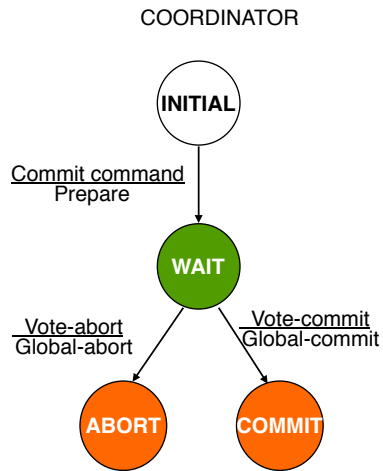 COORDINATOR
INITIAL
Commit command
Prepare
WAIT
Vote-abort
Global-abort
Vote-commit
Global-commit
ABORT
COMMIT